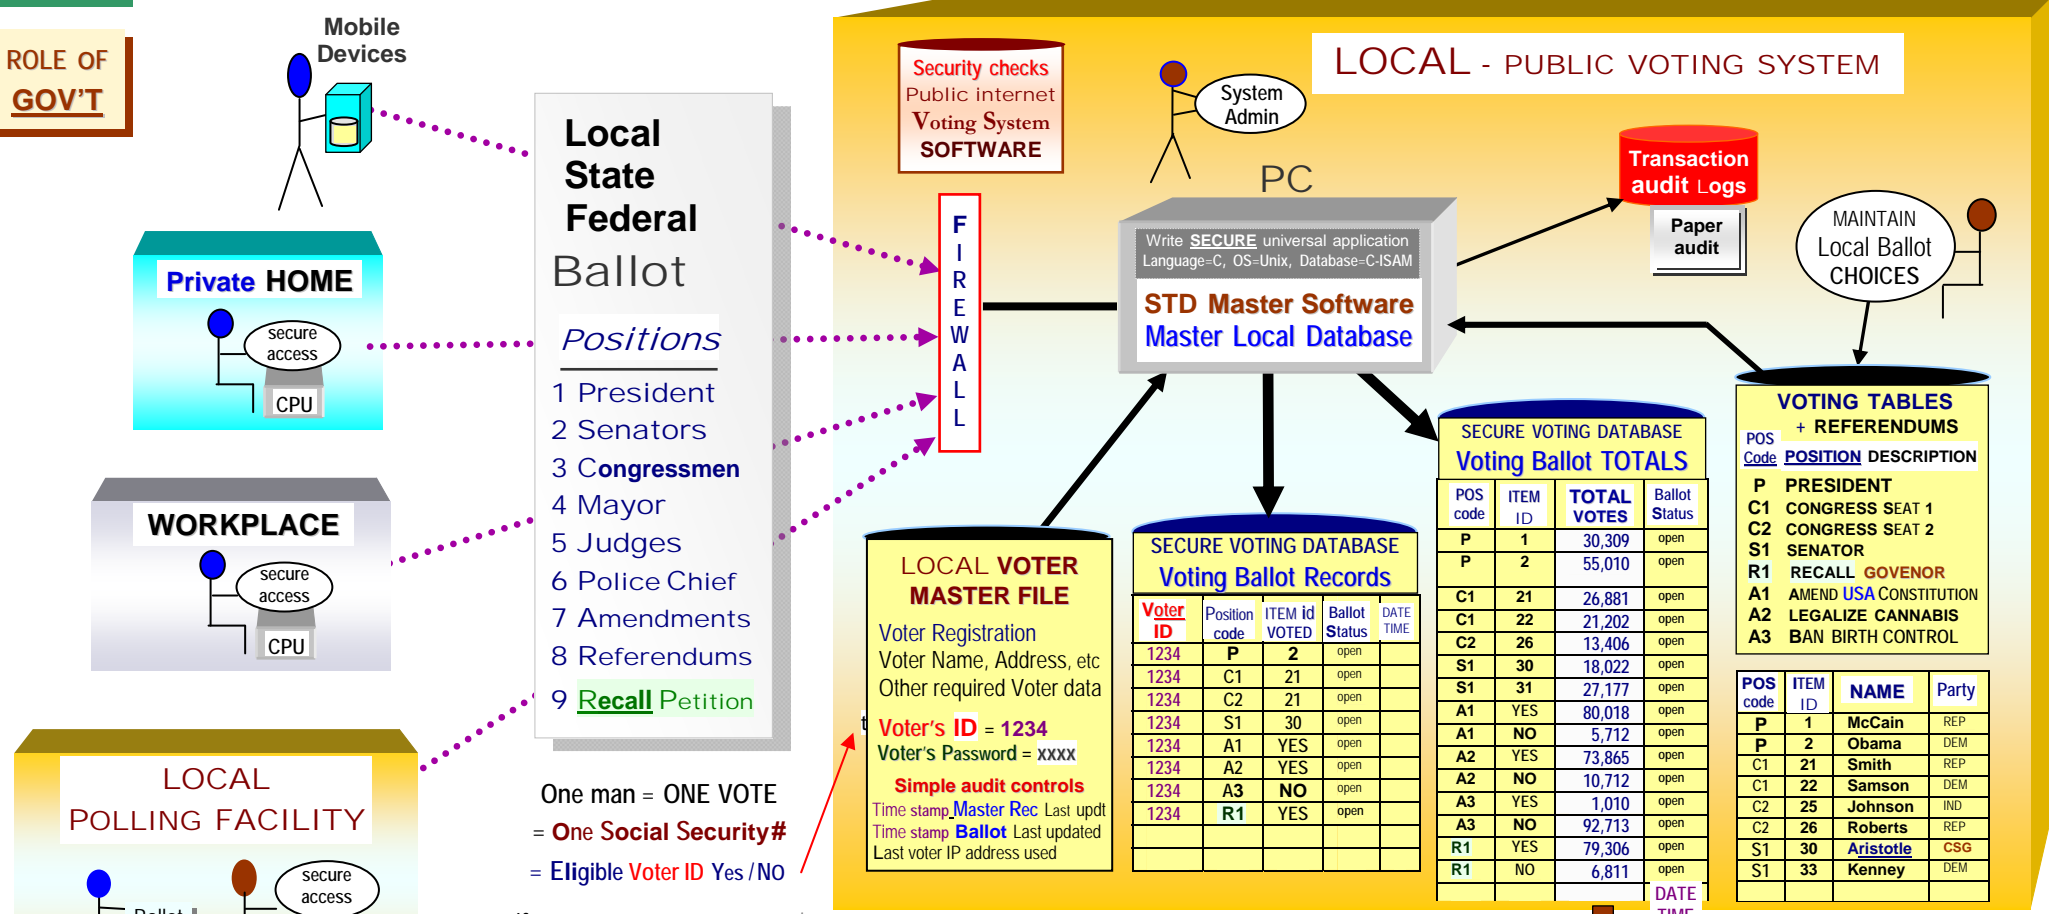 ROLE OF
GOV'T
Mobile
Devices
Private HOME
secure
access
CPU
WORKPLACE
secure
access
CPU
LOCAL
POLLING FACILITY
secure
access
Ballot
Local
State
Federal
Ballot
Positions
1 President
2 Senators
3 Congressmen
4 Mayor
5 Judges
6 Police Chief
7 Amendments
8 Referendums
9 Recall Petition
One man = ONE VOTE
= One Social Security#
= Eligible Voter ID Yes / No
LOCAL - PUBLIC VOTING SYSTEM
Security checks
Public internet
Voting System
SOFTWARE
System
Admin
PC
FIREWALL
Write SECURE universal application
Language=C, OS=Unix, Database=C-ISAM
STD Master Software
Master Local Database
Transaction
audit Logs
Paper
audit
MAINTAIN
Local Ballot
CHOICES
LOCAL VOTER
MASTER FILE
Voter Registration
Voter Name, Address, etc
Other required Voter data
Voter's ID = 1234
Voter's Password = xxxx
Simple audit controls
Time stamp Master Rec Last updt
Time stamp Ballot Last updated
Last voter IP address used
SECURE VOTING DATABASE
Voting Ballot Records
Voter ID Position code ITEM id VOTED Ballot Status DATE TIME
1234 P 2 open
1234 C1 21 open
1234 C2 21 open
1234 S1 30 open
1234 A1 YES open
1234 A2 YES open
1234 A3 NO open
1234 R1 YES open
SECURE VOTING DATABASE
Voting Ballot TOTALS
POS code ITEM ID TOTAL VOTES Ballot Status
P 1 30,309 open
P 2 55,010 open
C1 21 26,881 open
C1 22 21,202 open
C2 26 13,406 open
S1 30 18,022 open
S1 31 27,177 open
A1 YES 80,018 open
A1 NO 5,712 open
A2 YES 73,865 open
A2 NO 10,712 open
A3 YES 1,010 open
A3 NO 92,713 open
R1 YES 79,306 open
R1 NO 6,811 open
DATE
TIME
VOTING TABLES
+ REFERENDUMS
POS Code POSITION DESCRIPTION
P PRESIDENT
C1 CONGRESS SEAT 1
C2 CONGRESS SEAT 2
S1 SENATOR
R1 RECALL GOVENOR
A1 AMEND USA CONSTITUTION
A2 LEGALIZE CANNABIS
A3 BAN BIRTH CONTROL
POS code ITEM ID NAME Party
P 1 McCain REP
P 2 Obama DEM
C1 21 Smith REP
C1 22 Samson DEM
C2 25 Johnson IND
C2 26 Roberts REP
S1 30 Aristotle CSG
S1 33 Kenney DEM